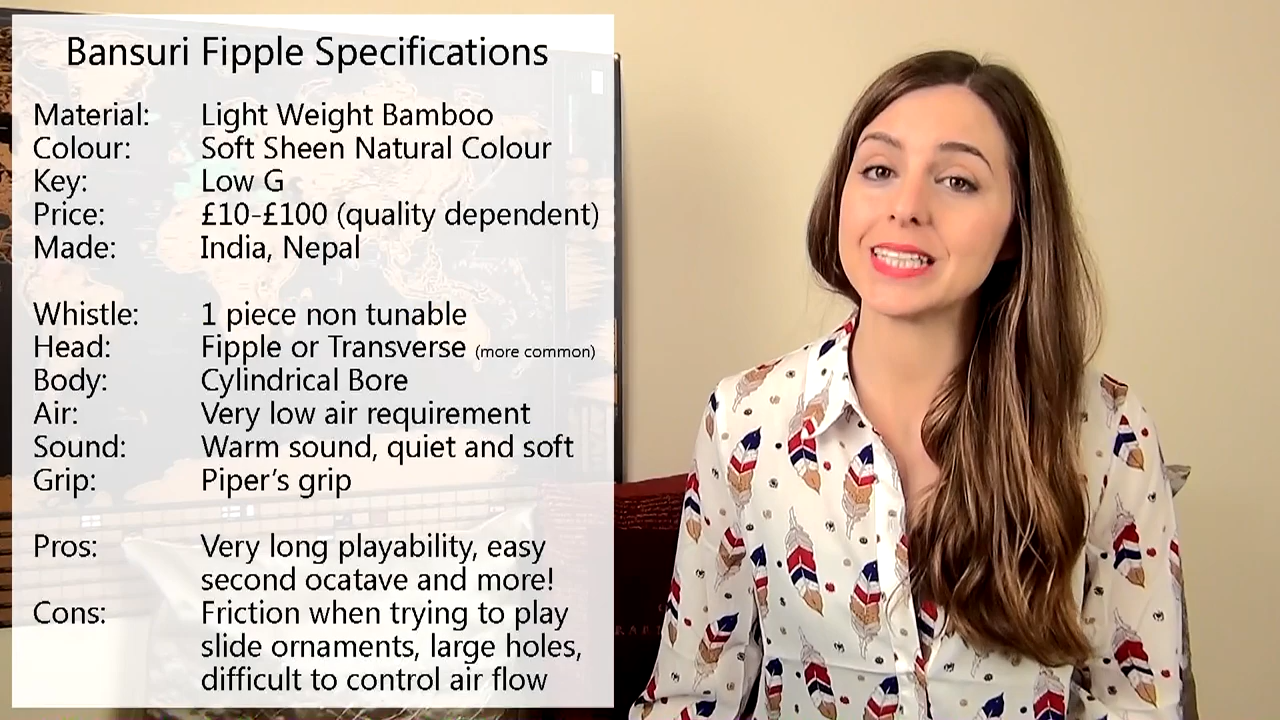 Bansuri Fipple Specifications
Material: Light Weight Bamboo
Colour: Soft Sheen Natural Colour
Key: Low G
Price: £10-£100 (quality dependent)
Made: India, Nepal
Whistle: 1 piece non tunable
Head: Fipple or Transverse (more common)
Body: Cylindrical Bore
Air: Very low air requirement
Sound: Warm sound, quiet and soft
Grip: Piper’s grip
Pros: Very long playability, easy
second ocatave and more!
Cons: Friction when trying to play
slide ornaments, large holes,
difficult to control air flow